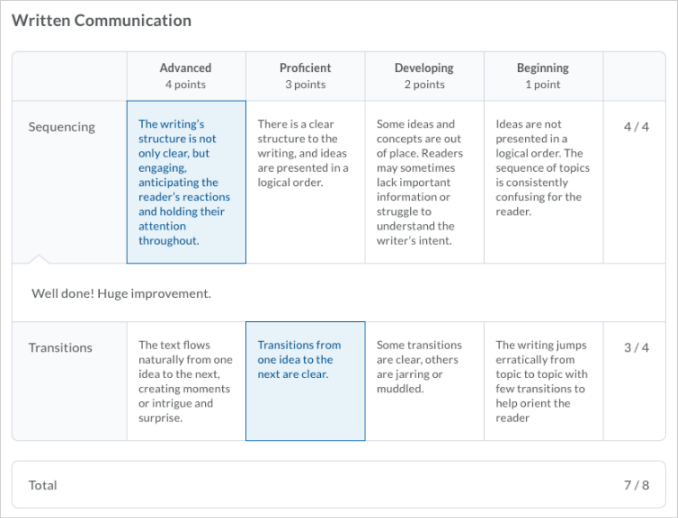 Written Communication
Advanced
4 points
Proficient
3 points
Developing
2 points
Beginning
1 point
Sequencing
The writing's
structure is not
only clear, but
engaging,
anticipating the
reader's reactions
and holding their
attention
throughout.
There is a clear
structure to the
writing, and ideas
are presented in a
logical order.
Some ideas and
concepts are out
of place. Readers
may sometimes
lack important
information or
struggle to
understand the
writer's intent.
Ideas are not
presented in a
logical order. The
sequence of topics
is consistently
confusing for the
reader.
4 / 4
Well done! Huge improvement.
Transitions
The text flows
naturally from one
idea to the next,
creating moments
or intrigue and
surprise.
Transitions from
one idea to the
next are clear.
Some transitions
are clear, others
are jarring or
muddled.
The writing jumps
erratically from
topic to topic with
few transitions to
help orient the
reader
3 / 4
Total
7 / 8